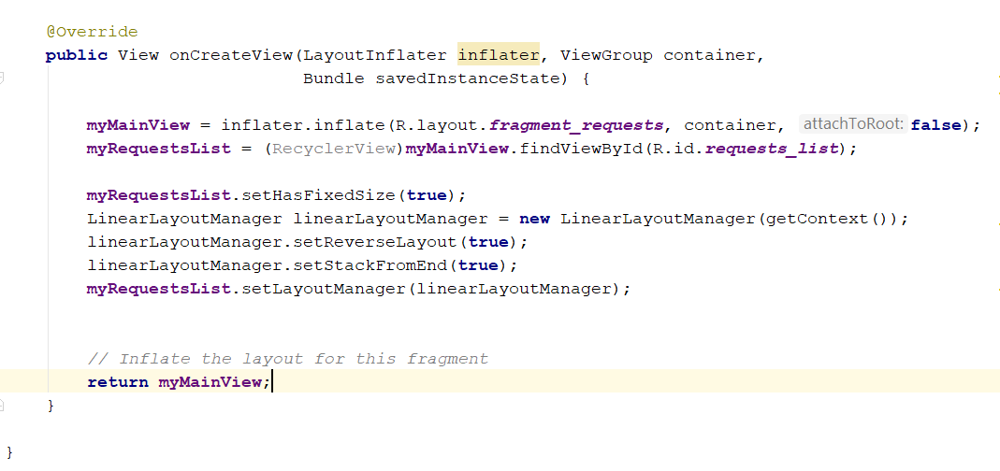 @Override
public View onCreateView(LayoutInflater inflater, ViewGroup container,
Bundle savedInstanceState) {
myMainView = inflater.inflate(R.layout.fragment_requests, container, attachToRoot: false);
myRequestsList = (RecyclerView)myMainView.findViewById(R.id.requests_list);
myRequestsList.setHasFixedSize(true);
LinearLayoutManager linearLayoutManager = new LinearLayoutManager(getContext());
linearLayoutManager.setReverseLayout(true);
linearLayoutManager.setStackFromEnd(true);
myRequestsList.setLayoutManager(linearLayoutManager);
// Inflate the layout for this fragment
return myMainView;
}
}